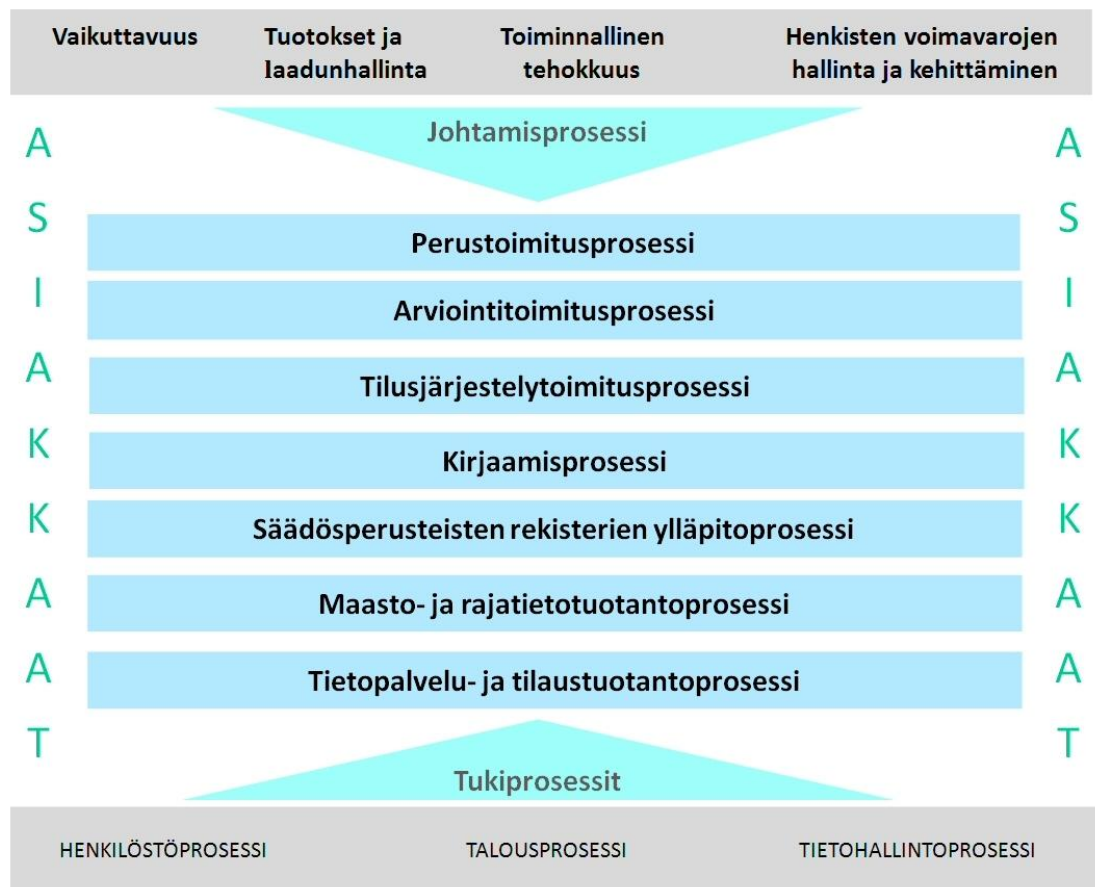 Vaikuttavuus
Tuotokset ja
laadunhallinta
Toiminnallinen
tehokkuus
Henkisten voimavarojen
hallinta ja kehittäminen
Johtamisprosessi
A
S
I
A
K
K
A
A
T
Perustoimitusprosessi
Arviointitoimitusprosessi
Tilusjärjestelytoimitusprosessi
Kirjaamisprosessi
Säädösperusteisten rekisterien ylläpitoprosessi
Maasto- ja rajatietotuotantoprosessi
Tietopalvelu- ja tilaustuotantoprosessi
A
S
I
A
K
K
A
A
T
Tukiprosessit
HENKILÖSTÖPROSESSI
TALOUSPROSESSI
TIETOHALLINTOPROSESSI